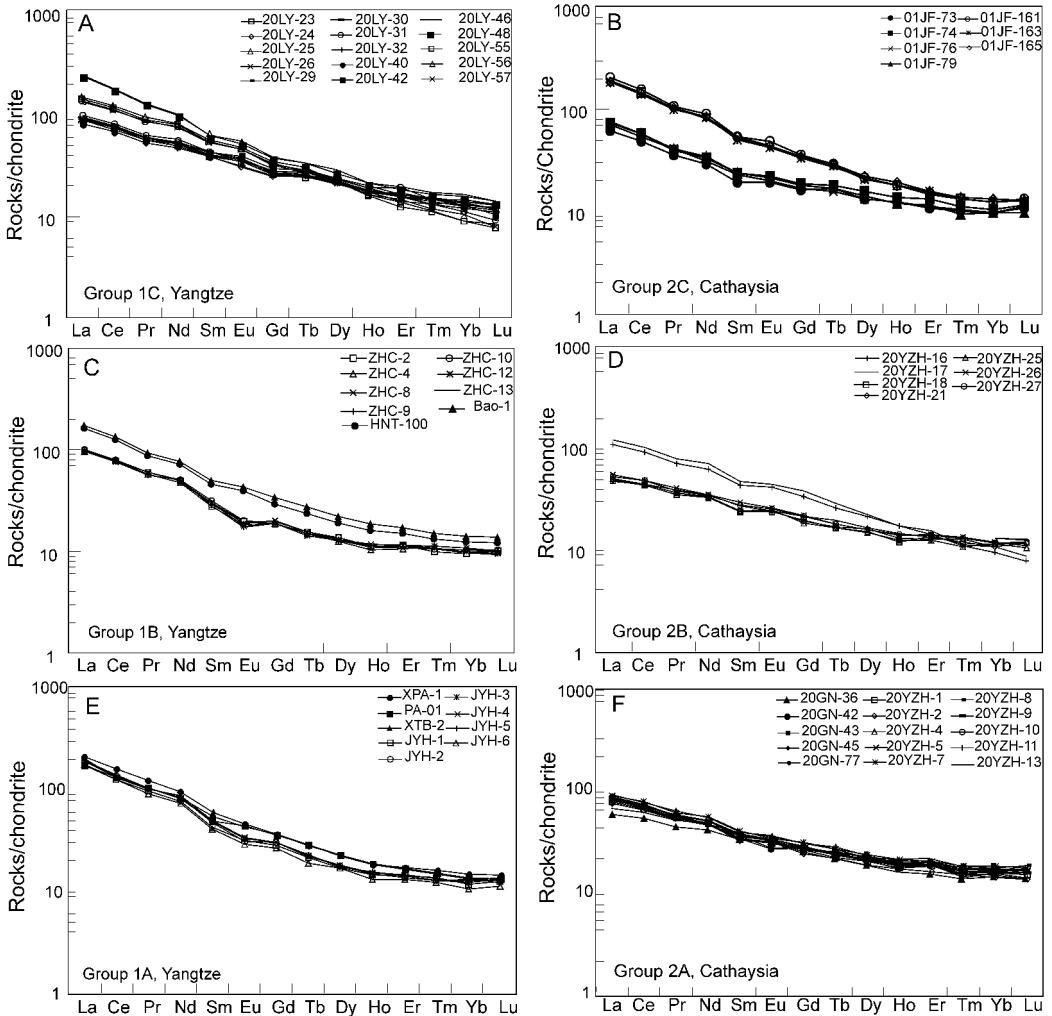 A
20LY-23 20LY-30 20LY-46
20LY-24 20LY-31 20LY-48
20LY-25 20LY-32 20LY-55
20LY-26 20LY-40 20LY-56
20LY-29 20LY-42 20LY-57
1000
100
10
1
Rocks/chondrite
Group 1C, Yangtze
La Ce Pr Nd Sm Eu Gd Tb Dy Ho Er Tm Yb Lu
B
01JF-73 01JF-161
01JF-74 01JF-163
01JF-76 01JF-165
01JF-79
1000
100
10
1
Rocks/Chondrite
Group 2C, Cathaysia
La Ce Pr Nd Sm Eu Gd Tb Dy Ho Er Tm Yb Lu
C
ZHC-2 ZHC-10
ZHC-4 ZHC-12
ZHC-8 ZHC-13
ZHC-9 Bao-1
HNT-100
1000
100
10
1
Rocks/chondrite
Group 1B, Yangtze
La Ce Pr Nd Sm Eu Gd Tb Dy Ho Er Tm Yb Lu
D
20YZH-16 20YZH-25
20YZH-17 20YZH-26
20YZH-18 20YZH-27
20YZH-21
1000
100
10
1
Rocks/chondrite
Group 2B, Cathaysia
La Ce Pr Nd Sm Eu Gd Tb Dy Ho Er Tm Yb Lu
E
XPA-1 JYH-3
PA-01 JYH-4
XTB-2 JYH-5
JYH-1 JYH-6
JYH-2
1000
100
10
1
Rocks/chondrite
Group 1A, Yangtze
La Ce Pr Nd Sm Eu Gd Tb Dy Ho Er Tm Yb Lu
F
20GN-36 20YZH-1 20YZH-8
20GN-42 20YZH-2 20YZH-9
20GN-43 20YZH-4 20YZH-10
20GN-45 20YZH-5 20YZH-11
20GN-77 20YZH-7 20YZH-13
1000
100
10
1
Rocks/chondrite
Group 2A, Cathaysia
La Ce Pr Nd Sm Eu Gd Tb Dy Ho Er Tm Yb Lu